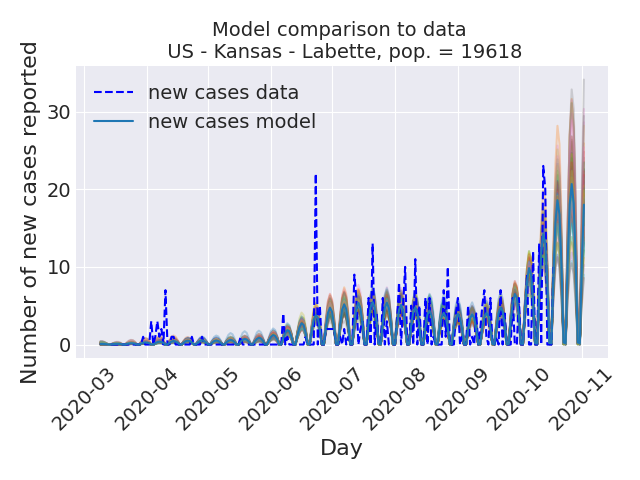 Model comparison to data
US - Kansas - Labette, pop. = 19618
Number of new cases reported
new cases data
new cases model
30
20
10
0
2020-03
2020-04
2020-05
2020-06
2020-07
2020-08
2020-09
2020-10
2020-11
Day